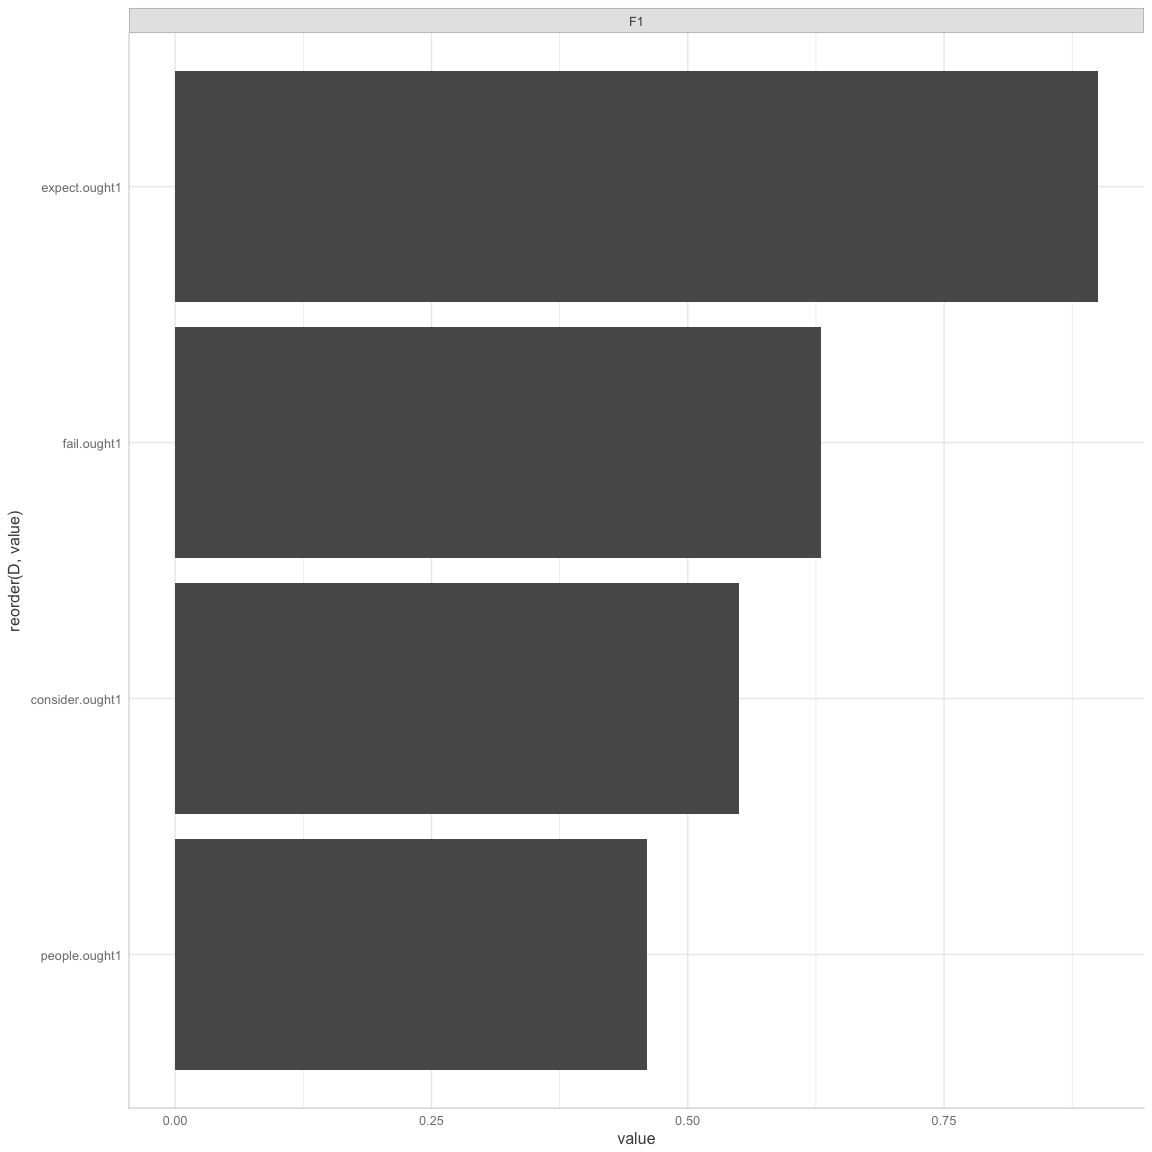 F1
expect.ought1
fail.ought1
consider.ought1
people.ought1
reorder(D, value)
0.00 0.25 0.50 0.75
value